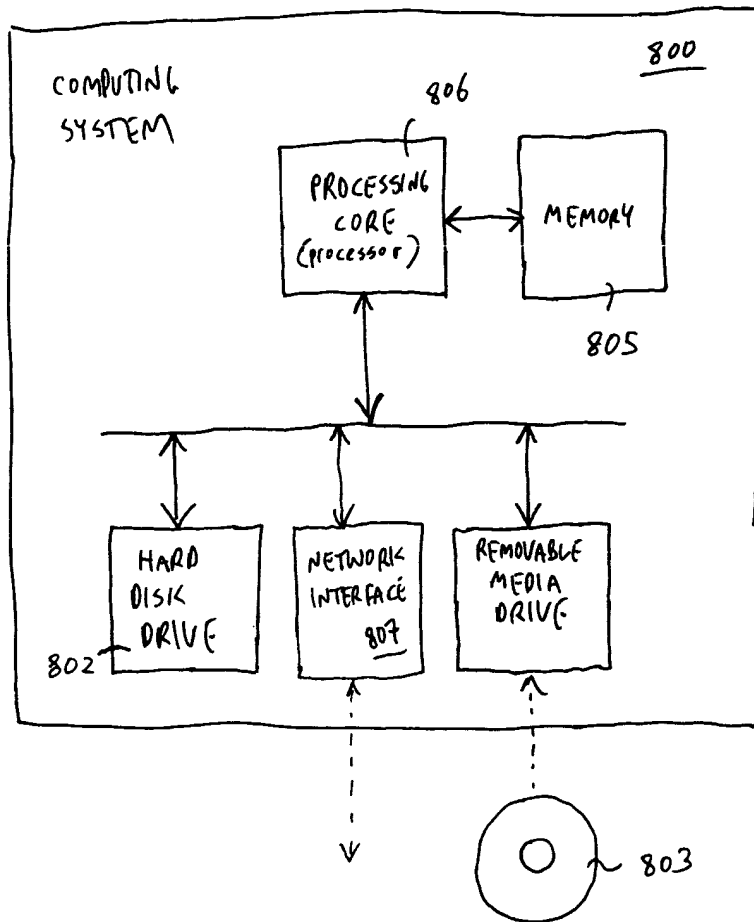 800
COMPUTING
SYSTEM
806
PROCESSING
CORE
(processor)
MEMORY
805
HARD
DISK
DRIVE
802
NETWORK
INTERFACE
807
REMOVABLE
MEDIA
DRIVE
803